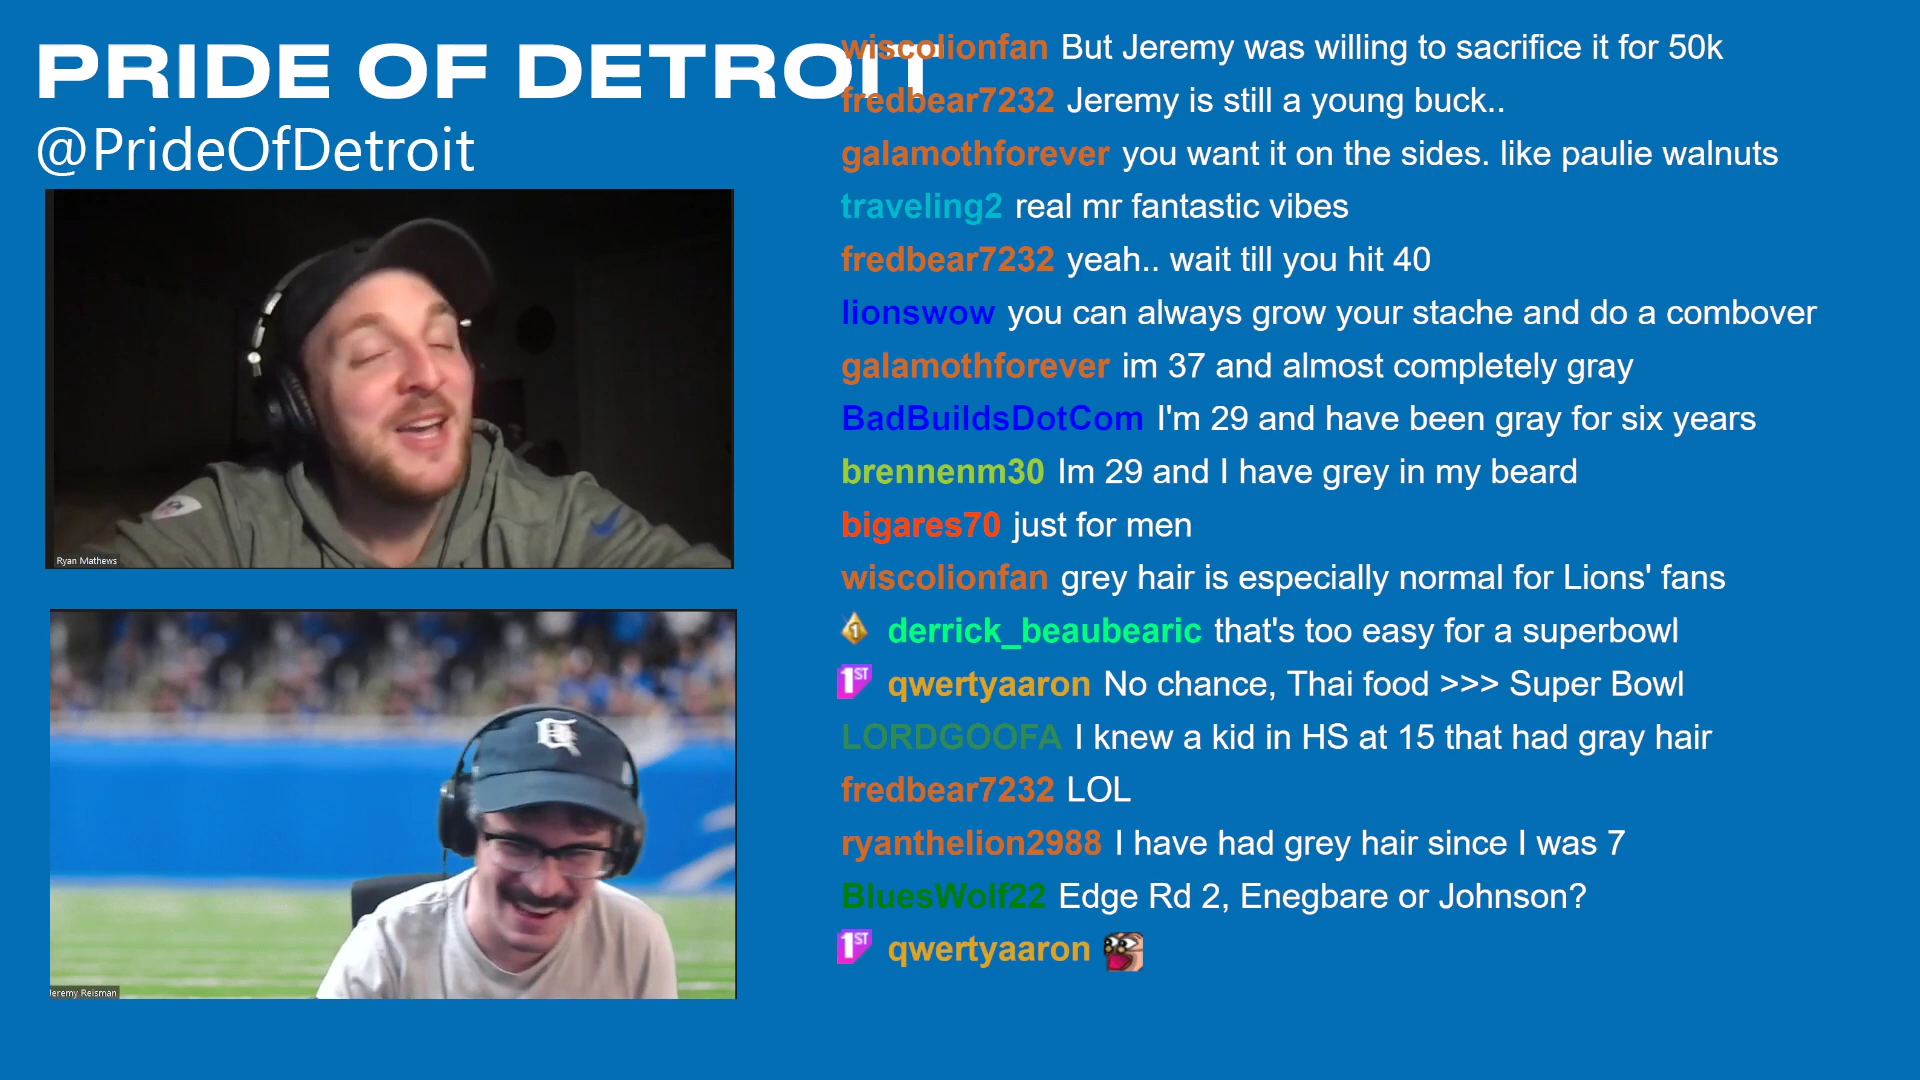 PRIDE OF DETROIT
@PrideOfDetroit
Ryan Mathews
Jeremy Reisman
wiscolionfan But Jeremy was willing to sacrifice it for 50k
fredbear7232 Jeremy is still a young buck..
galamothforever you want it on the sides. like paulie walnuts
traveling2 real mr fantastic vibes
fredbear7232 yeah.. wait till you hit 40
lionswow you can always grow your stache and do a combover
galamothforever im 37 and almost completely gray
BadBuildsDotCom I'm 29 and have been gray for six years
brennenm30 Im 29 and I have grey in my beard
bigares70 just for men
wiscolionfan grey hair is especially normal for Lions' fans
1 derrick_beaubearic that's too easy for a superbowl
1ST qwertyaaron No chance, Thai food >>> Super Bowl
LORDGOOFA I knew a kid in HS at 15 that had gray hair
fredbear7232 LOL
ryanthelion2988 I have had grey hair since I was 7
BluesWolf22 Edge Rd 2, Enegbare or Johnson?
1ST qwertyaaron